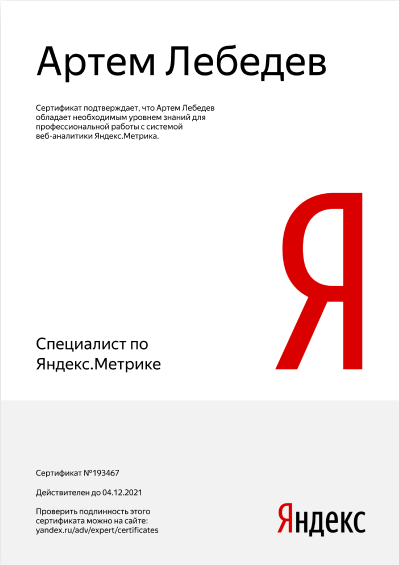 Артем Лебедев
Сертификат подтверждает, что Артем Лебедев
обладает необходимым уровнем знаний для
профессиональной работы с системой
веб-аналитики Яндекс.Метрика.
Я
Специалист по
Яндекс.Метрике
Сертификат №193467
Действителен до 04.12.2021
Проверить подлинность этого
сертификата можно на сайте:
yandex.ru/adv/expert/certificates
Яндекс